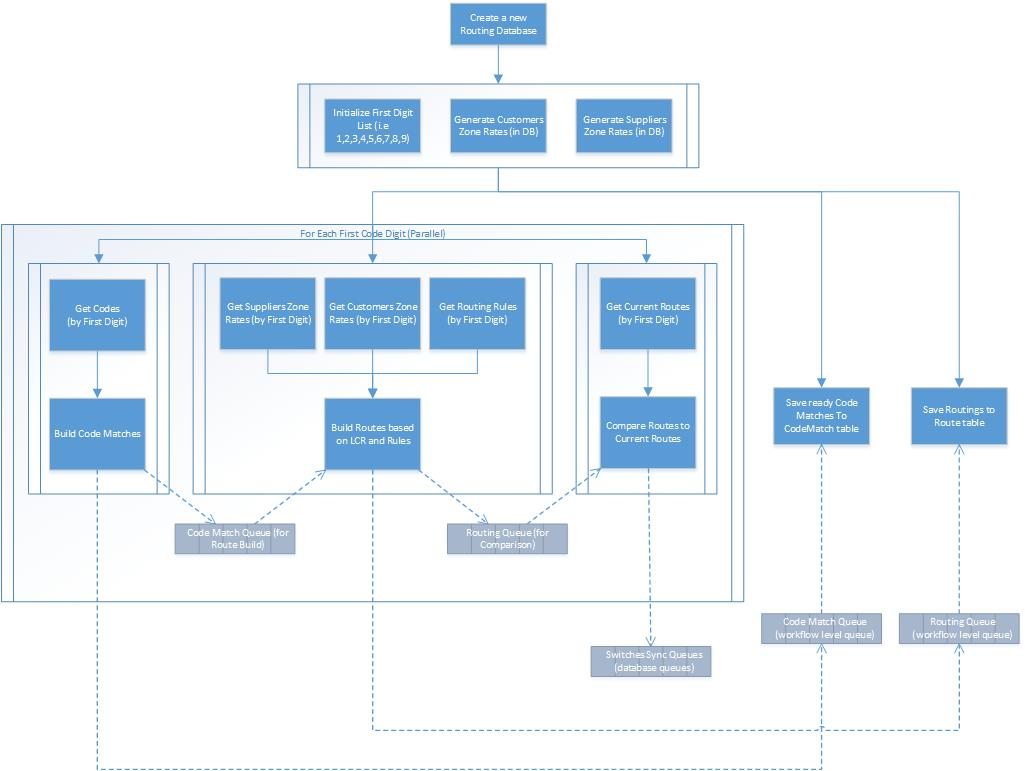 Create a new
Routing Database
Initialize First Digit
List (i.e
1,2,3,4,5,6,7,8,9)
Generate Customers
Zone Rates (in DB)
Generate Suppliers
Zone Rates (in DB)
For Each First Code Digit (Parallel)
Get Codes
(by First Digit)
Get Suppliers Zone
Rates (by First Digit)
Get Customers Zone
Rates (by First Digit)
Get Routing Rules
(by First Digit)
Get Current Routes
(by First Digit)
Build Code Matches
Build Routes based
on LCR and Rules
Compare Routes to
Current Routes
Save ready Code
Matches To
CodeMatch table
Save Routings to
Route table
Code Match Queue (for
Route Build)
Routing Queue (for
Comparison)
Switches Sync Queues
(database queues)
Code Match Queue
(workflow level queue)
Routing Queue
(workflow level queue)